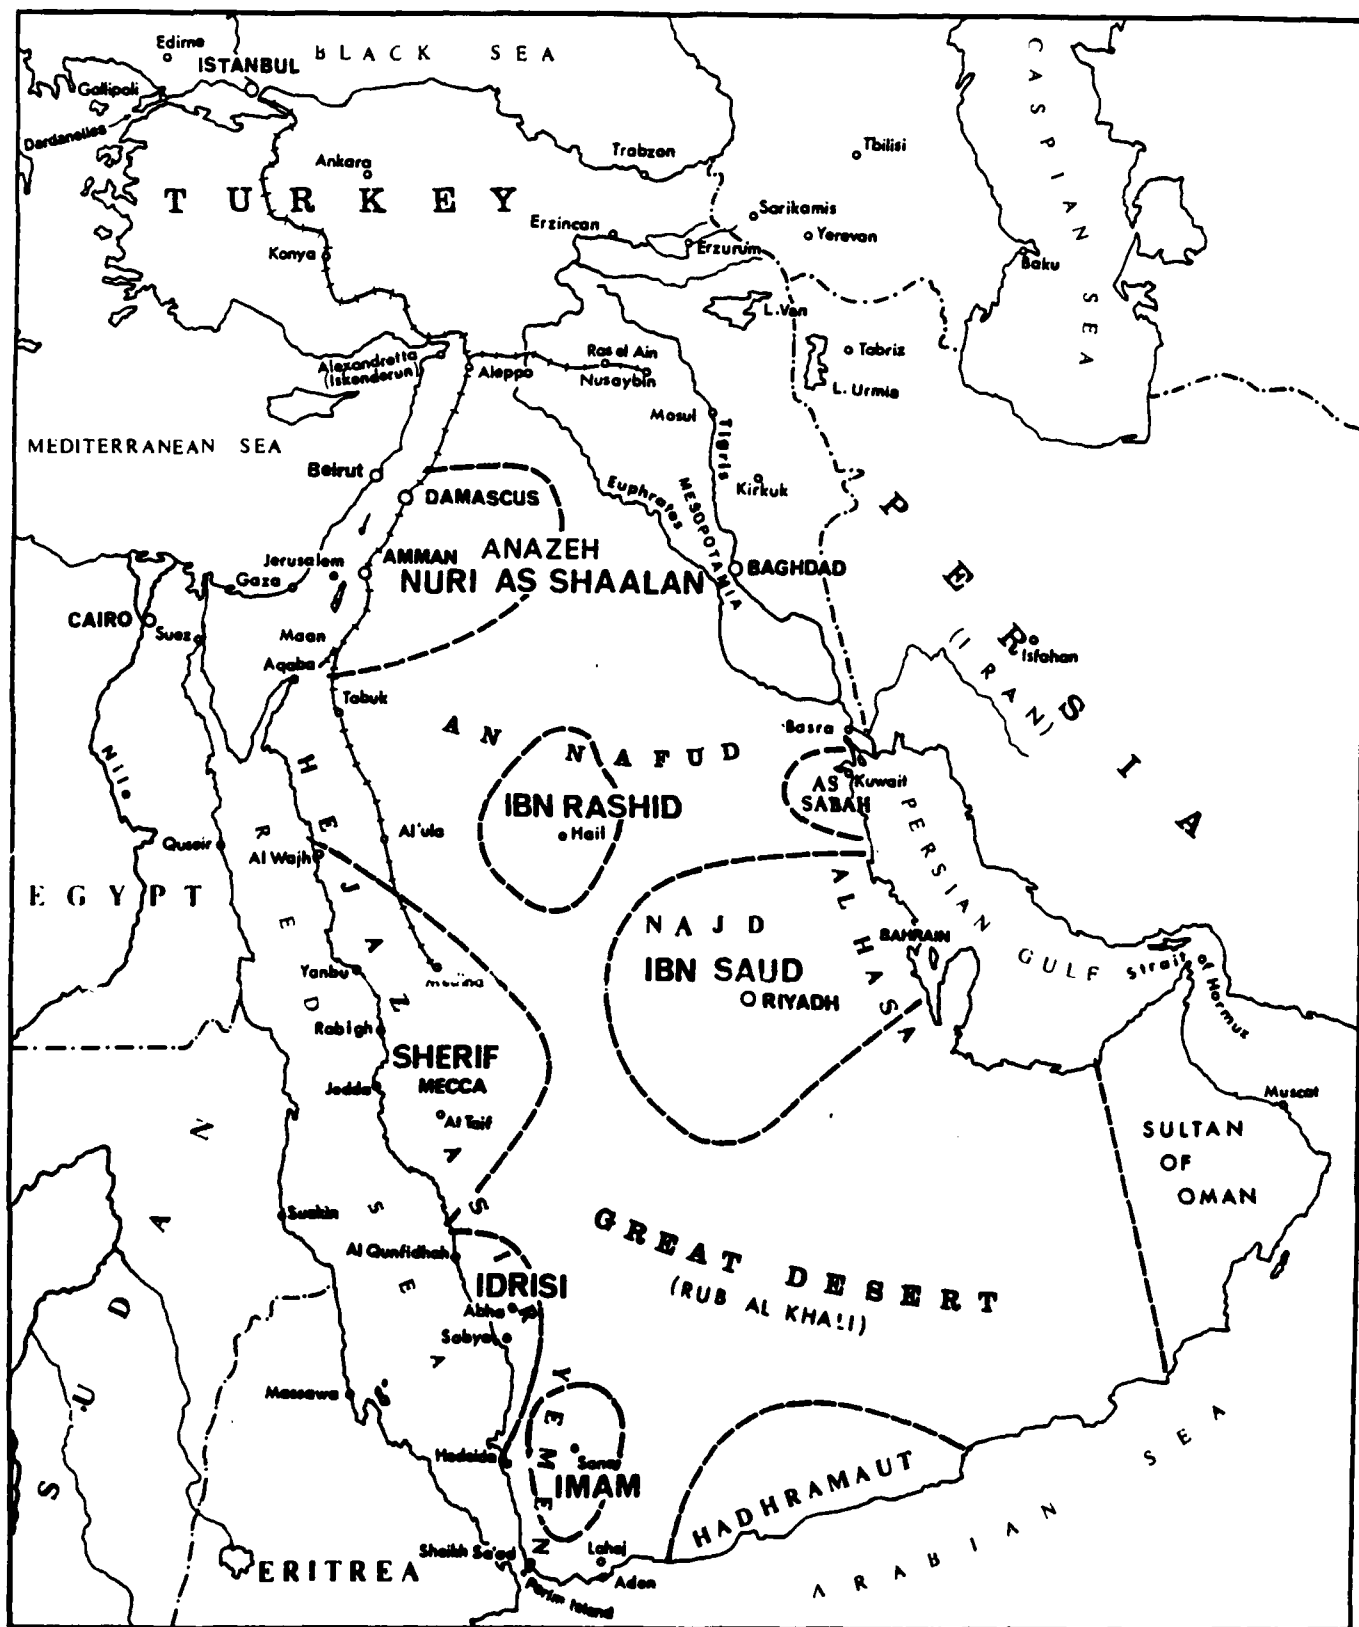 Edirne
ISTANBUL
BLACK SEA
CASPIAN SEA
Gallipoli
Dardanelles
Ankara
Trabzon
Tbilisi
TURKEY
Erzincan
Sarikamis
Yerevan
Erzurum
Konya
Baku
L. Van
Alexandretta
(Iskenderun)
Aleppo
Ras el Ain
Nusaybin
Tabriz
L. Urmia
Mosul
Tigris
MEDITERRANEAN SEA
Beirut
DAMASCUS
Euphrates
MESOPOTAMIA
Kirkuk
PERSIA
(IRAN)
Jerusalem
AMMAN
ANAZEH
NURI AS SHAALAN
BAGHDAD
Gaza
CAIRO
Suez
Maan
Aqaba
Isfahan
Tabuk
AN NAFUD
Basra
Nile
HEJAZ
IBN RASHID
Hail
AS
SABAH
Kuwait
PERSIAN GULF
Qusair
Al Wajh
Al'ula
RED SEA
EGYPT
AL HASA
NAJD
IBN SAUD
RIYADH
BAHRAIN
Strait of Hormuz
Yanbu
Medina
Rabigh
SHERIF
MECCA
Jedda
Al Taif
Muscat
SULTAN
OF
OMAN
SUDAN
ASIR
Suakin
GREAT DESERT
(RUB AL KHALI)
Al Qunfidhah
IDRISI
Abha
Sabya
Massawa
YEMEN
Hodeida
Sanaa
IMAM
HADHRAMAUT
ARABIAN SEA
Shaikh Sa'ad
Lahaj
Aden
Perim Island
ERITREA